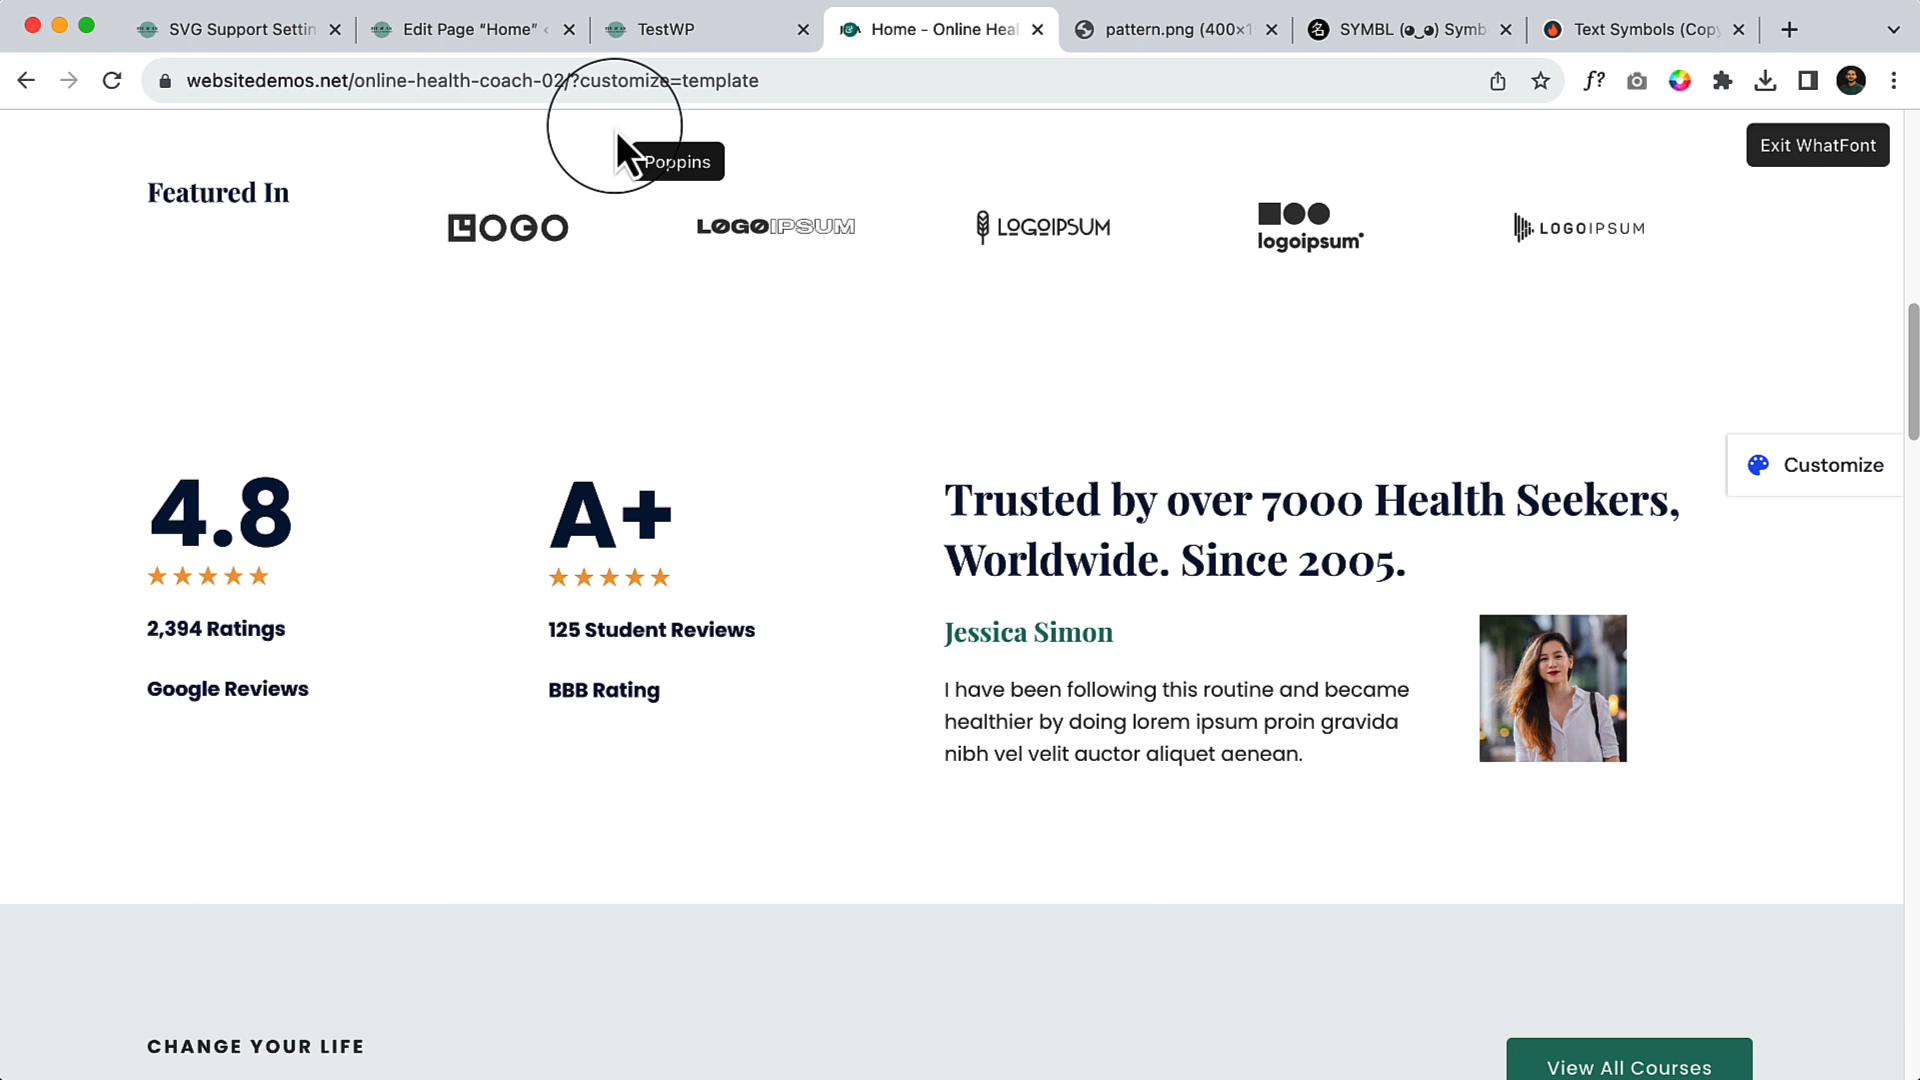 SVG Support Settin
Edit Page “Home” ‹
TestWP
Home - Online Heal
pattern.png (400×1
SYMBL (◕‿◕) Symb
Text Symbols (Copy
websitedemos.net/online-health-coach-02/?customize=template
f?
Exit WhatFont
Poppins
Featured In
LOGO
LOGOIPSUM
LOGOIPSUM
logoipsum
LOGOIPSUM
Customize
4.8
★★★★★
2,394 Ratings
Google Reviews
A+
★★★★★
125 Student Reviews
BBB Rating
Trusted by over 7000 Health Seekers,
Worldwide. Since 2005.
Jessica Simon
I have been following this routine and became
healthier by doing lorem ipsum proin gravida
nibh vel velit auctor aliquet aenean.
CHANGE YOUR LIFE
View All Courses